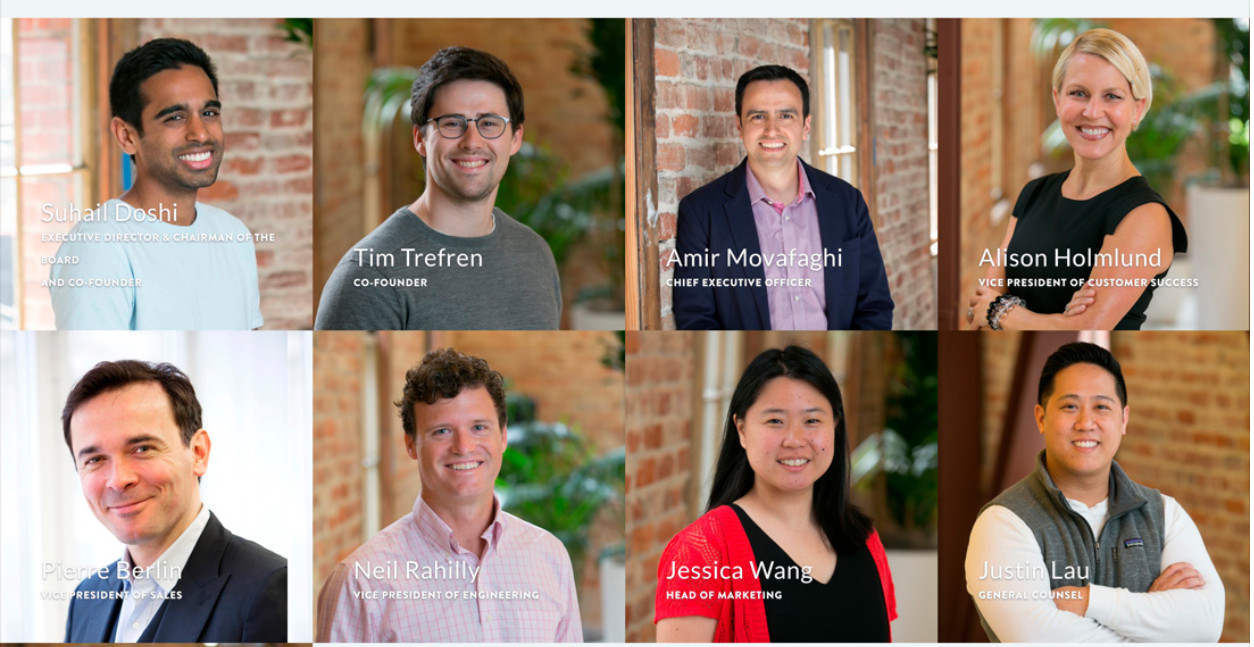 Suhail Doshi
EXECUTIVE DIRECTOR & CHAIRMAN OF THE
BOARD
AND CO-FOUNDER
Tim Trefren
CO-FOUNDER
Amir Movafaghi
CHIEF EXECUTIVE OFFICER
Alison Holmlund
VICE PRESIDENT OF CUSTOMER SUCCESS
Pierre Berlin
VICE PRESIDENT OF SALES
Neil Rahilly
VICE PRESIDENT OF ENGINEERING
Jessica Wang
HEAD OF MARKETING
Justin Lau
GENERAL COUNSEL